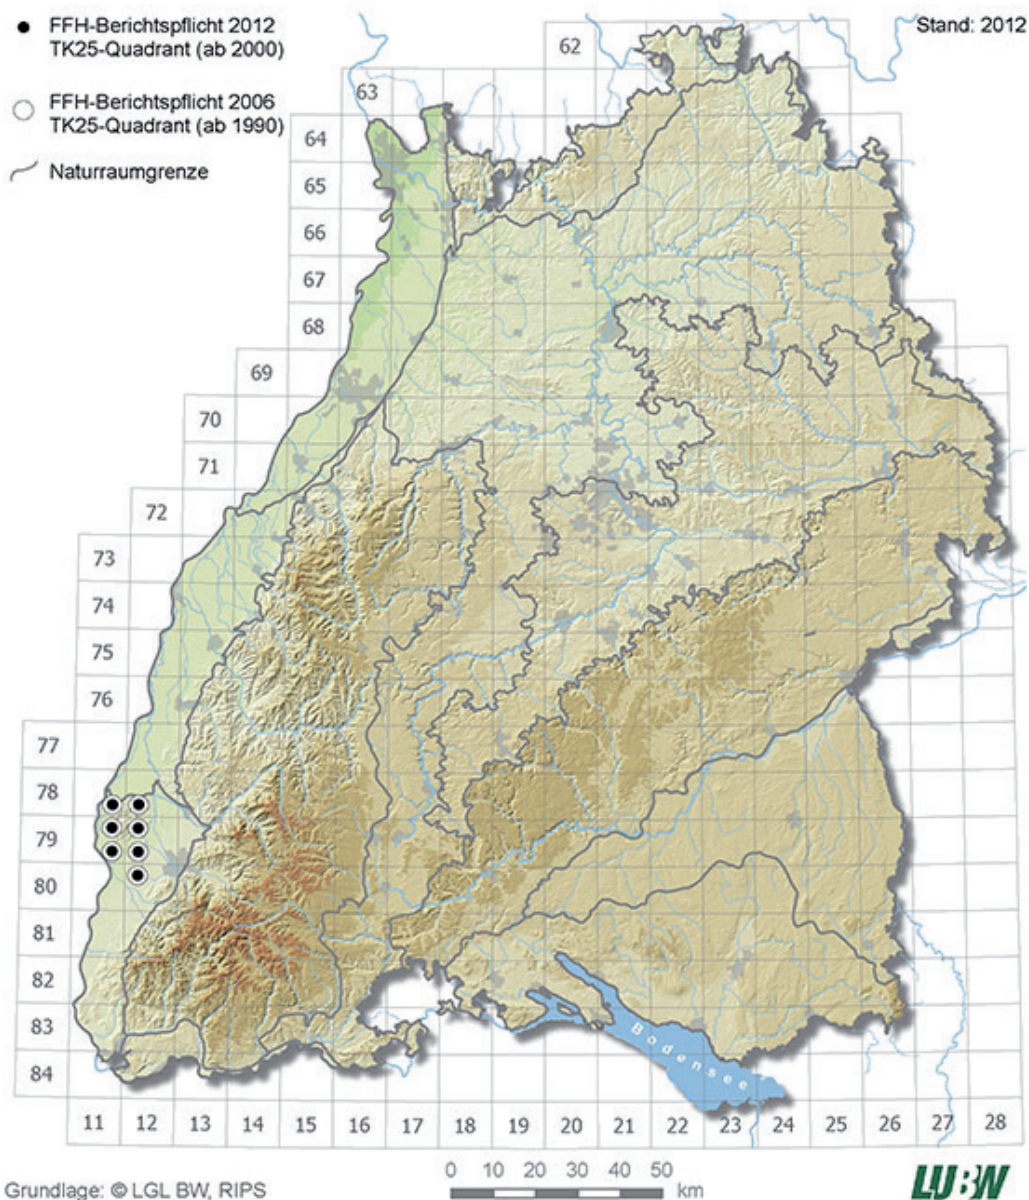 FFH-Berichtspflicht 2012
TK25-Quadrant (ab 2000)
FFH-Berichtspflicht 2006
TK25-Quadrant (ab 1990)
Naturraumgrenze
Stand: 2012
62
63
64
65
66
67
68
69
70
71
72
73
74
75
76
77
78
79
80
81
82
83
84
Bodensee
11 12 13 14 15 16 17 18 19 20 21 22 23 24 25 26 27 28
0 10 20 30 40 50
km
Grundlage: © LGL BW, RIPS
LUBW